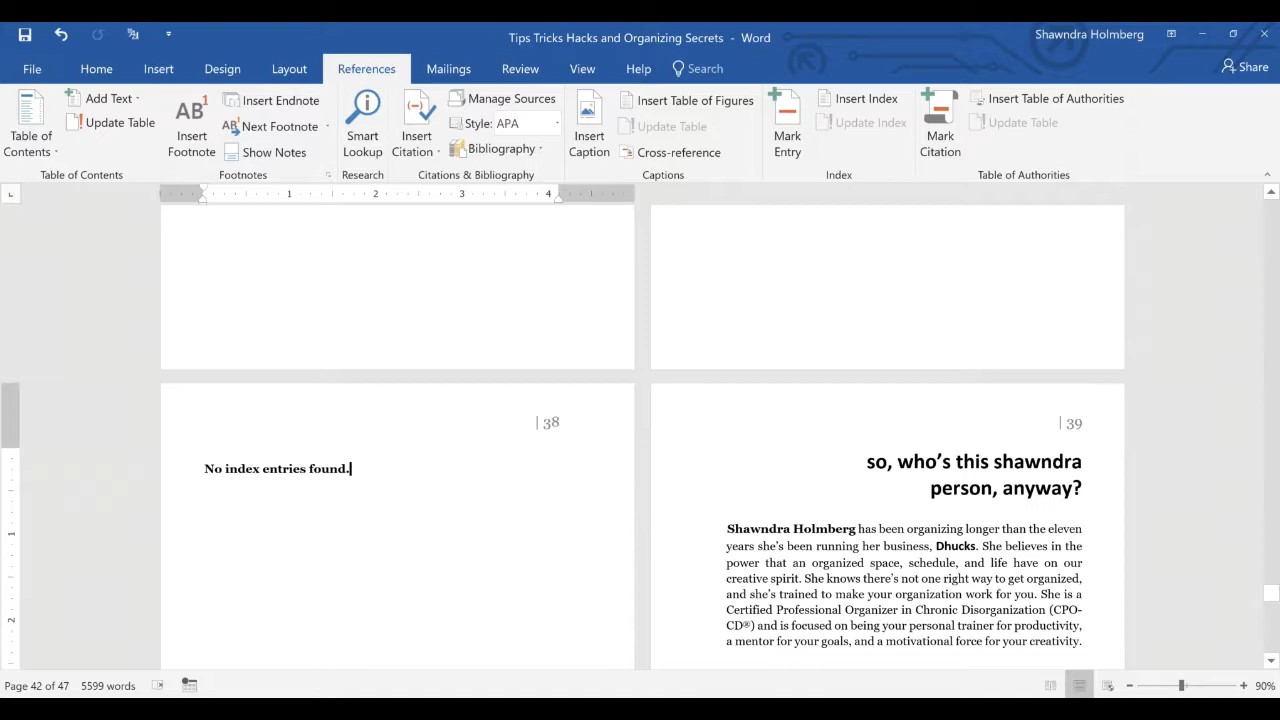 Tips Tricks Hacks and Organizing Secrets - Word
Shawndra Holmberg
File Home Insert Design Layout References Mailings Review View Help Search Share
Table of Contents
Add Text
Update Table
Table of Contents
AB¹ Insert Footnote
Insert Endnote
Next Footnote
Show Notes
Footnotes
Smart Lookup
Research
Insert Citation
Manage Sources
Style: APA
Bibliography
Citations & Bibliography
Insert Caption
Insert Table of Figures
Update Table
Cross-reference
Captions
Mark Entry
Insert Index
Update Index
Index
Mark Citation
Insert Table of Authorities
Update Table
Table of Authorities
1 2 3 4
| 38
No index entries found.
| 39
so, who's this shawndra
person, anyway?
Shawndra Holmberg has been organizing longer than the eleven
years she's been running her business, Dhucks. She believes in the
power that an organized space, schedule, and life have on our
creative spirit. She knows there's not one right way to get organized,
and she's trained to make your organization work for you. She is a
Certified Professional Organizer in Chronic Disorganization (CPO-
CD®) and is focused on being your personal trainer for productivity,
a mentor for your goals, and a motivational force for your creativity.
1
2
Page 42 of 47 5599 words
90%